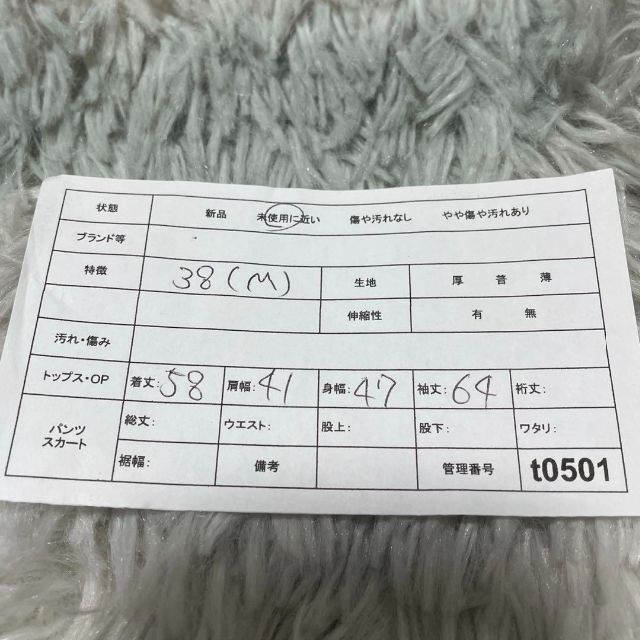 状態 新品 未使用に近い 傷や汚れなし やや傷や汚れあり
ブランド等
特徴 38(M) 生地 厚 普 薄
伸縮性 有 無
汚れ・傷み
トップス・OP 着丈:58 肩幅:41 身幅:47 袖丈:64 裄丈:
パンツ スカート 総丈: ウエスト: 股上: 股下: ワタリ:
裾幅: 備考 管理番号 t0501